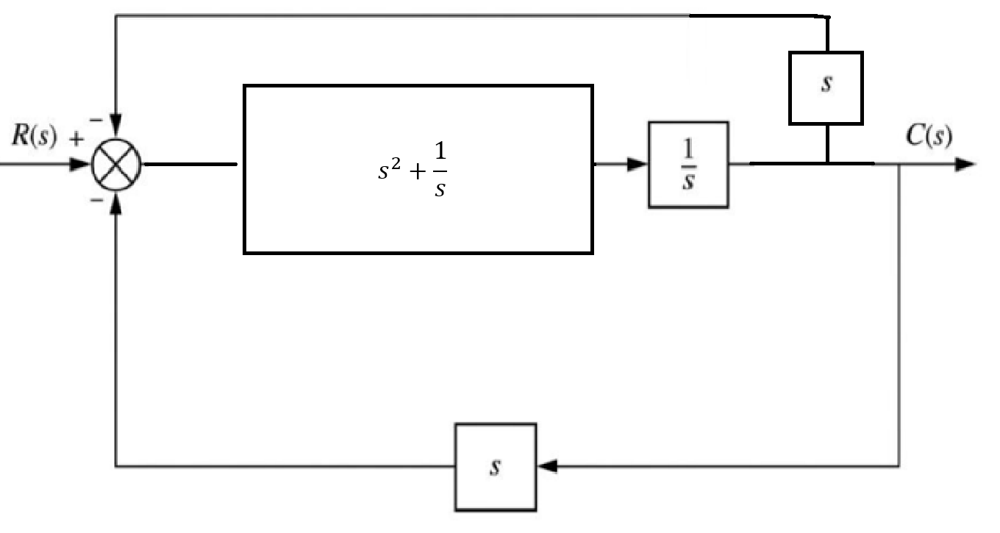 s
−
R(s) +
C(s)
s² + 1/s
1/s
−
s